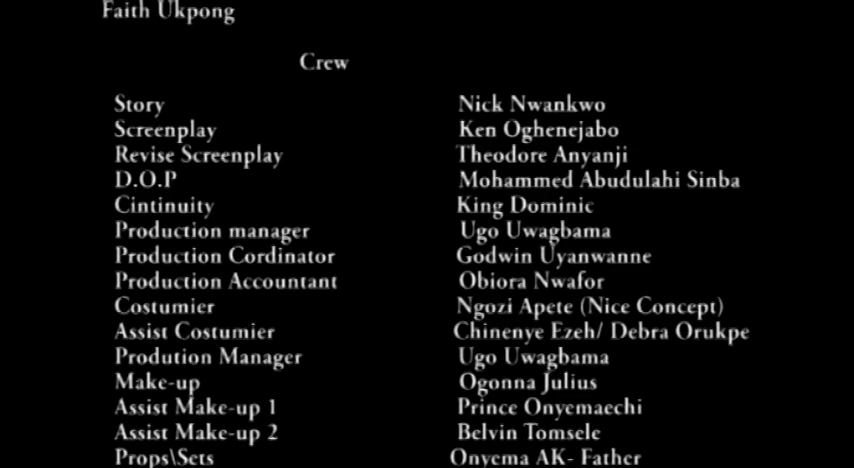 Faith Ukpong
Crew
Story Nick Nwankwo
Screenplay Ken Oghenejabo
Revise Screenplay Theodore Anyanji
D.O.P Mohammed Abudulahi Sinba
Cintinuity King Dominic
Production manager Ugo Uwagbama
Production Cordinator Godwin Uyanwanne
Production Accountant Obiora Nwafor
Costumier Ngozi Apete (Nice Concept)
Assist Costumier Chinenye Ezeh/ Debra Orukpe
Prodution Manager Ugo Uwagbama
Make-up Ogonna Julius
Assist Make-up 1 Prince Onyemaechi
Assist Make-up 2 Belvin Tomsele
Props\Sets Onyema AK- Father